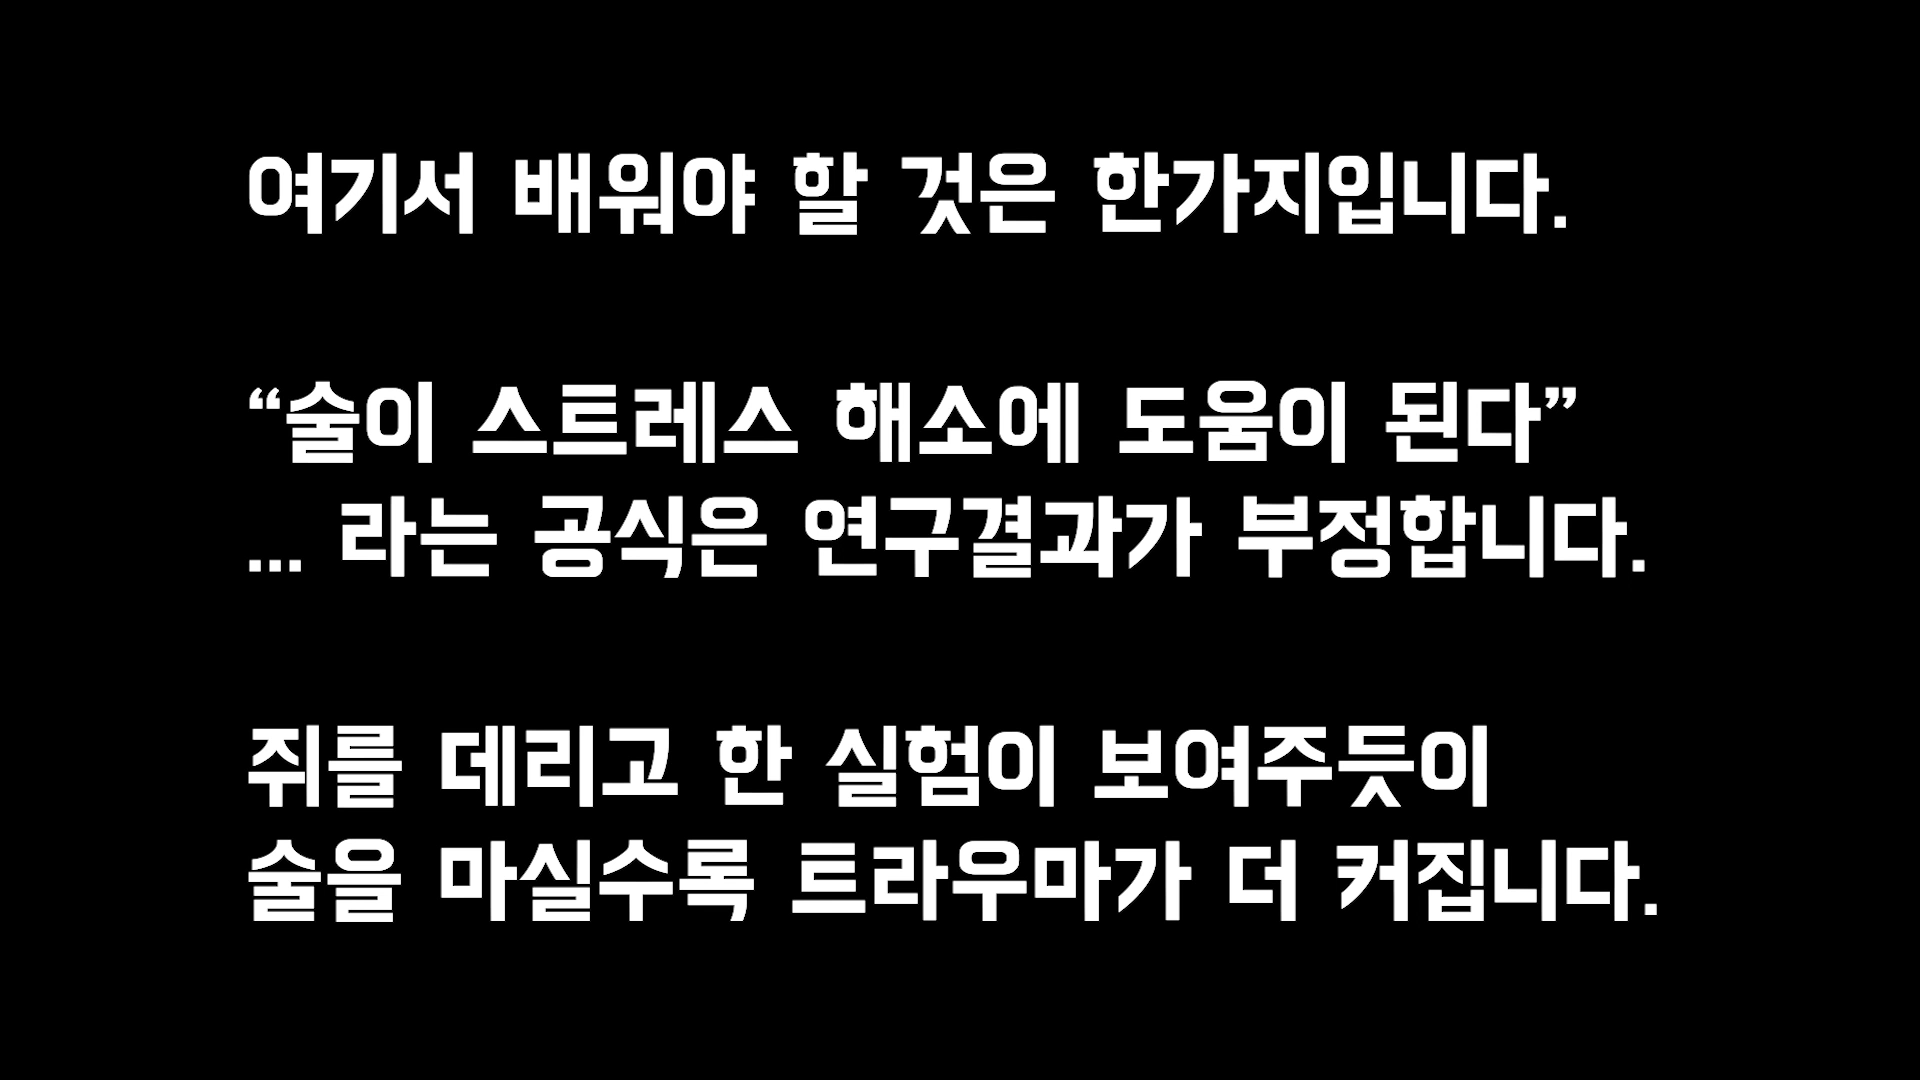 여기서 배워야 할 것은 한가지입니다.
“술이 스트레스 해소에 도움이 된다”
... 라는 공식은 연구결과가 부정합니다.
쥐를 데리고 한 실험이 보여주듯이
술을 마실수록 트라우마가 더 커집니다.